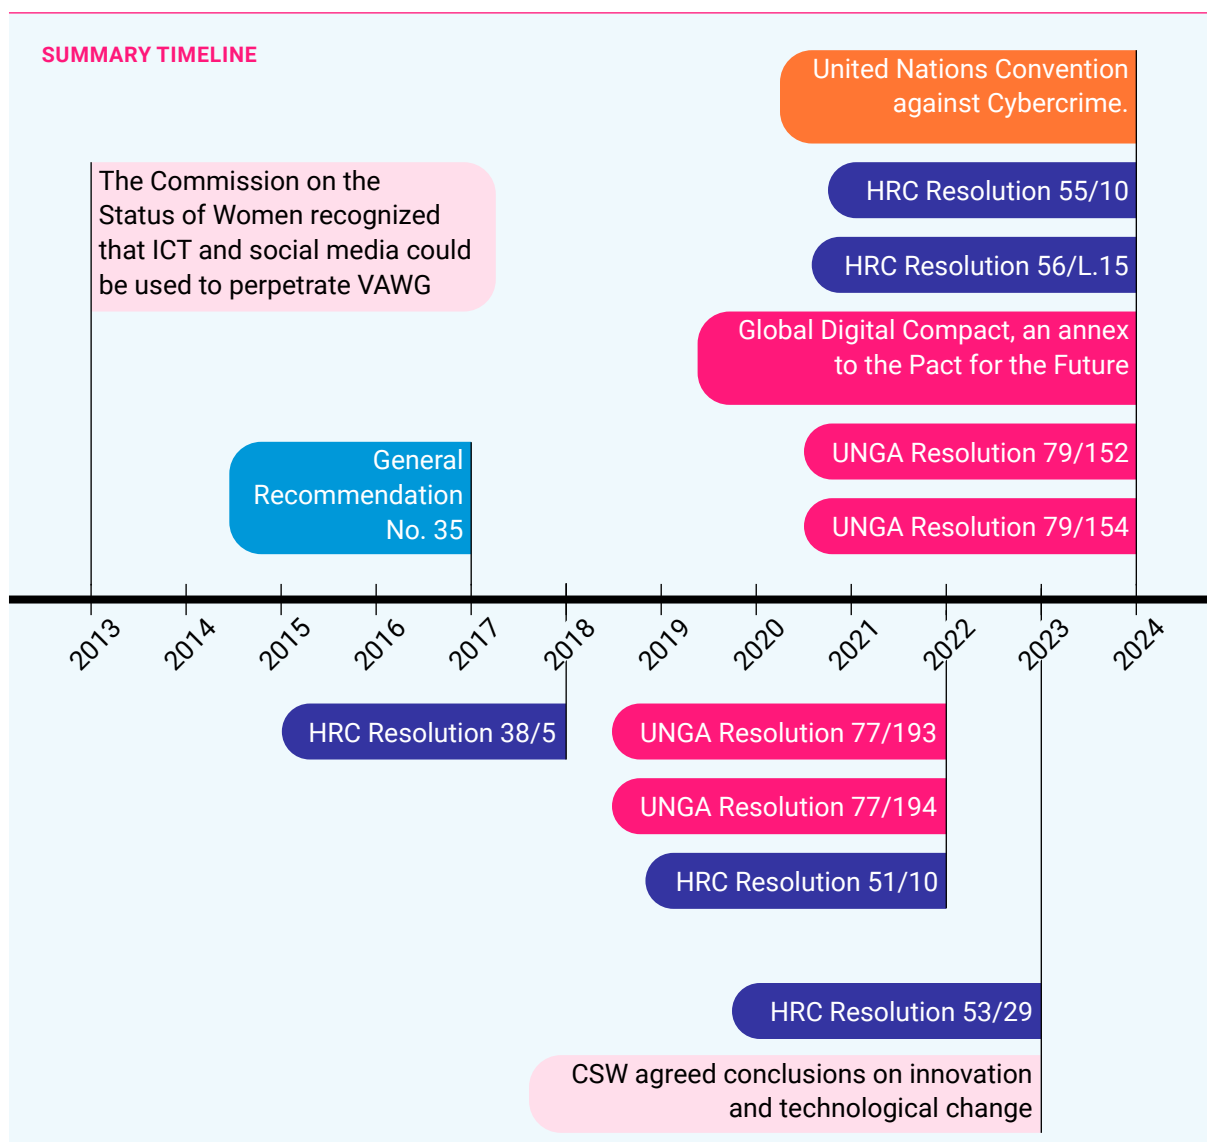 SUMMARY TIMELINE
United Nations Convention
against Cybercrime.
The Commission on the
Status of Women recognized
that ICT and social media could
be used to perpetrate VAWG
HRC Resolution 55/10
HRC Resolution 56/L.15
Global Digital Compact, an annex
to the Pact for the Future
General
Recommendation
No. 35
UNGA Resolution 79/152
UNGA Resolution 79/154
2013
2014
2015
2016
2017
2018
2019
2020
2021
2022
2023
2024
HRC Resolution 38/5
UNGA Resolution 77/193
UNGA Resolution 77/194
HRC Resolution 51/10
HRC Resolution 53/29
CSW agreed conclusions on innovation
and technological change